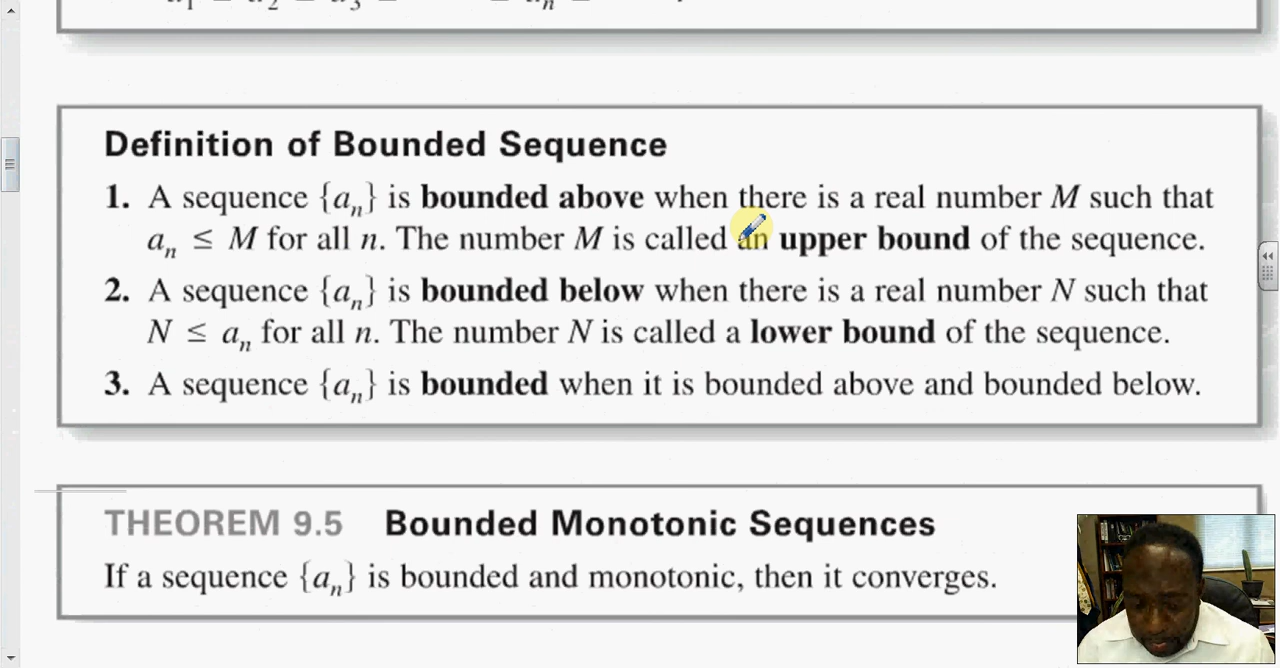 Definition of Bounded Sequence
1. A sequence {aₙ} is bounded above when there is a real number M such that
aₙ ≤ M for all n. The number M is called an upper bound of the sequence.
2. A sequence {aₙ} is bounded below when there is a real number N such that
N ≤ aₙ for all n. The number N is called a lower bound of the sequence.
3. A sequence {aₙ} is bounded when it is bounded above and bounded below.
THEOREM 9.5 Bounded Monotonic Sequences
If a sequence {aₙ} is bounded and monotonic, then it converges.